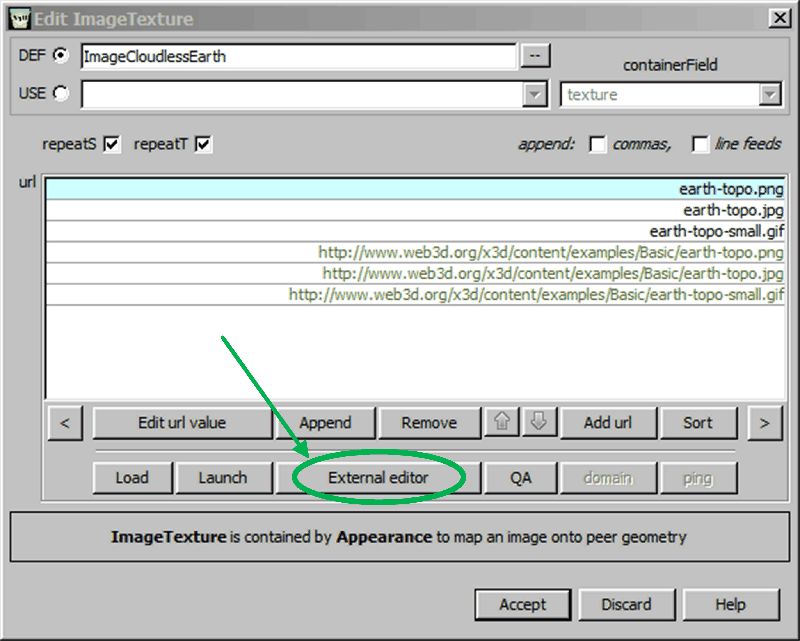 Edit ImageTexture
DEF ImageCloudlessEarth --
containerField
USE texture
repeatS repeatT append: commas, line feeds
url
earth-topo.png
earth-topo.jpg
earth-topo-small.gif
http://www.web3d.org/x3d/content/examples/Basic/earth-topo.png
http://www.web3d.org/x3d/content/examples/Basic/earth-topo.jpg
http://www.web3d.org/x3d/content/examples/Basic/earth-topo-small.gif
< Edit url value Append Remove Add url Sort >
Load Launch External editor QA domain ping
ImageTexture is contained by Appearance to map an image onto peer geometry
Accept Discard Help